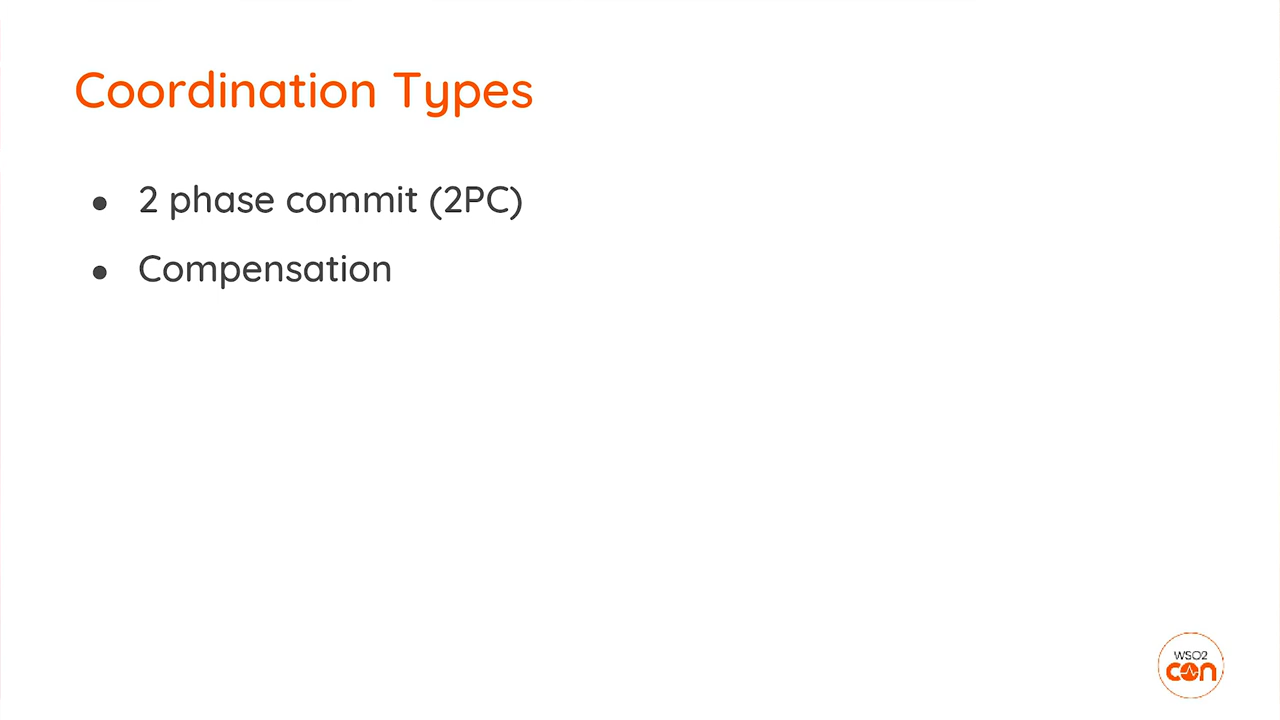 Coordination Types
● 2 phase commit (2PC)
● Compensation
WSO2
con